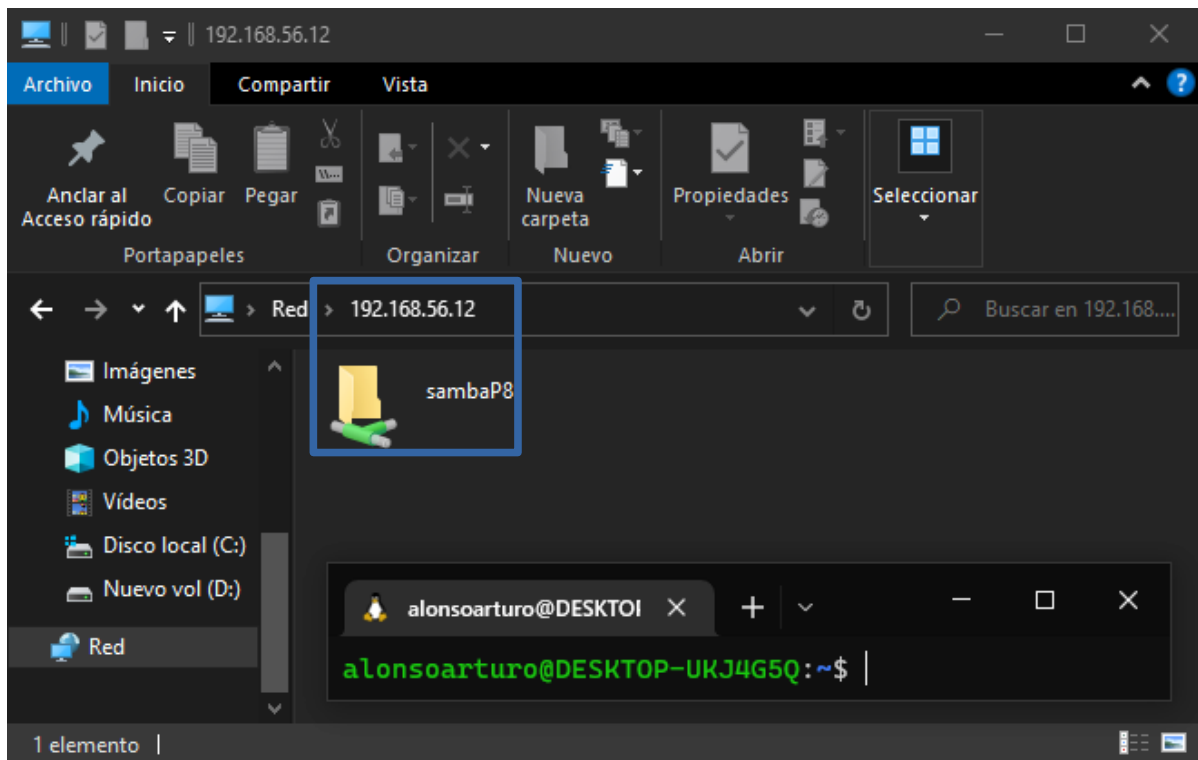 192.168.56.12
Archivo Inicio Compartir Vista
Anclar al
Acceso rápido
Copiar
Pegar
Nueva
carpeta
Propiedades
Seleccionar
Portapapeles Organizar Nuevo Abrir
Red > 192.168.56.12
Buscar en 192.168....
Imágenes
Música
Objetos 3D
Vídeos
Disco local (C:)
Nuevo vol (D:)
Red
sambaP8
alonsoarturo@DESKTOI
alonsoarturo@DESKTOP-UKJ4G5Q:~$
1 elemento